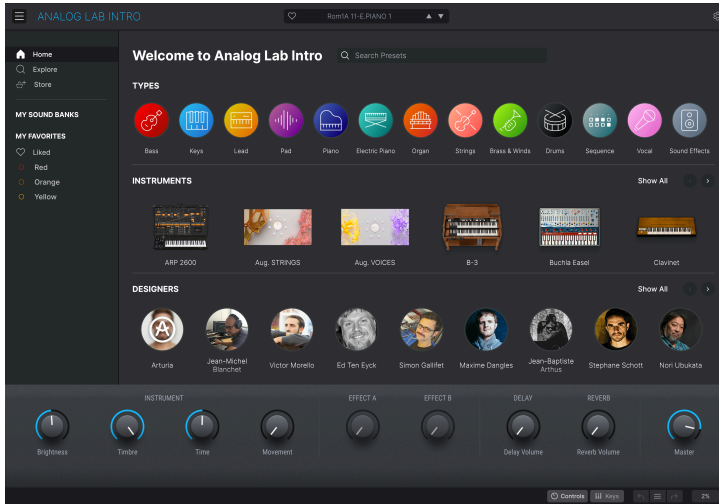 ANALOG LAB INTRO
Rom1A 11-E.PIANO 1
Home
Explore
Store
MY SOUND BANKS
MY FAVORITES
Liked
Red
Orange
Yellow
Welcome to Analog Lab Intro
Search Presets
TYPES
Bass Keys Lead Pad Piano Electric Piano Organ Strings Brass & Winds Drums Sequence Vocal Sound Effects
INSTRUMENTS Show All
ARP 2600 Aug. STRINGS Aug. VOICES B-3 Buchla Easel Clavinet
DESIGNERS Show All
Arturia Jean-Michel Blanchet Victor Morello Ed Ten Eyck Simon Gallifet Maxime Dangles Jean-Baptiste Arthus Stephane Schott Nori Ubukata
INSTRUMENT EFFECT A EFFECT B DELAY REVERB
Brightness Timbre Time Movement Delay Volume Reverb Volume Master
Controls Keys 2%